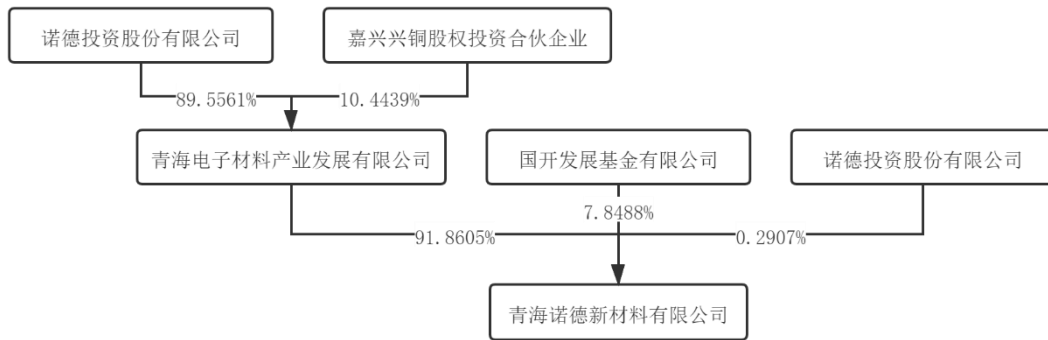 诺德投资股份有限公司
嘉兴兴铜股权投资合伙企业
89.5561%
10.4439%
青海电子材料产业发展有限公司
国开发展基金有限公司
诺德投资股份有限公司
7.8488%
91.8605%
0.2907%
青海诺德新材料有限公司